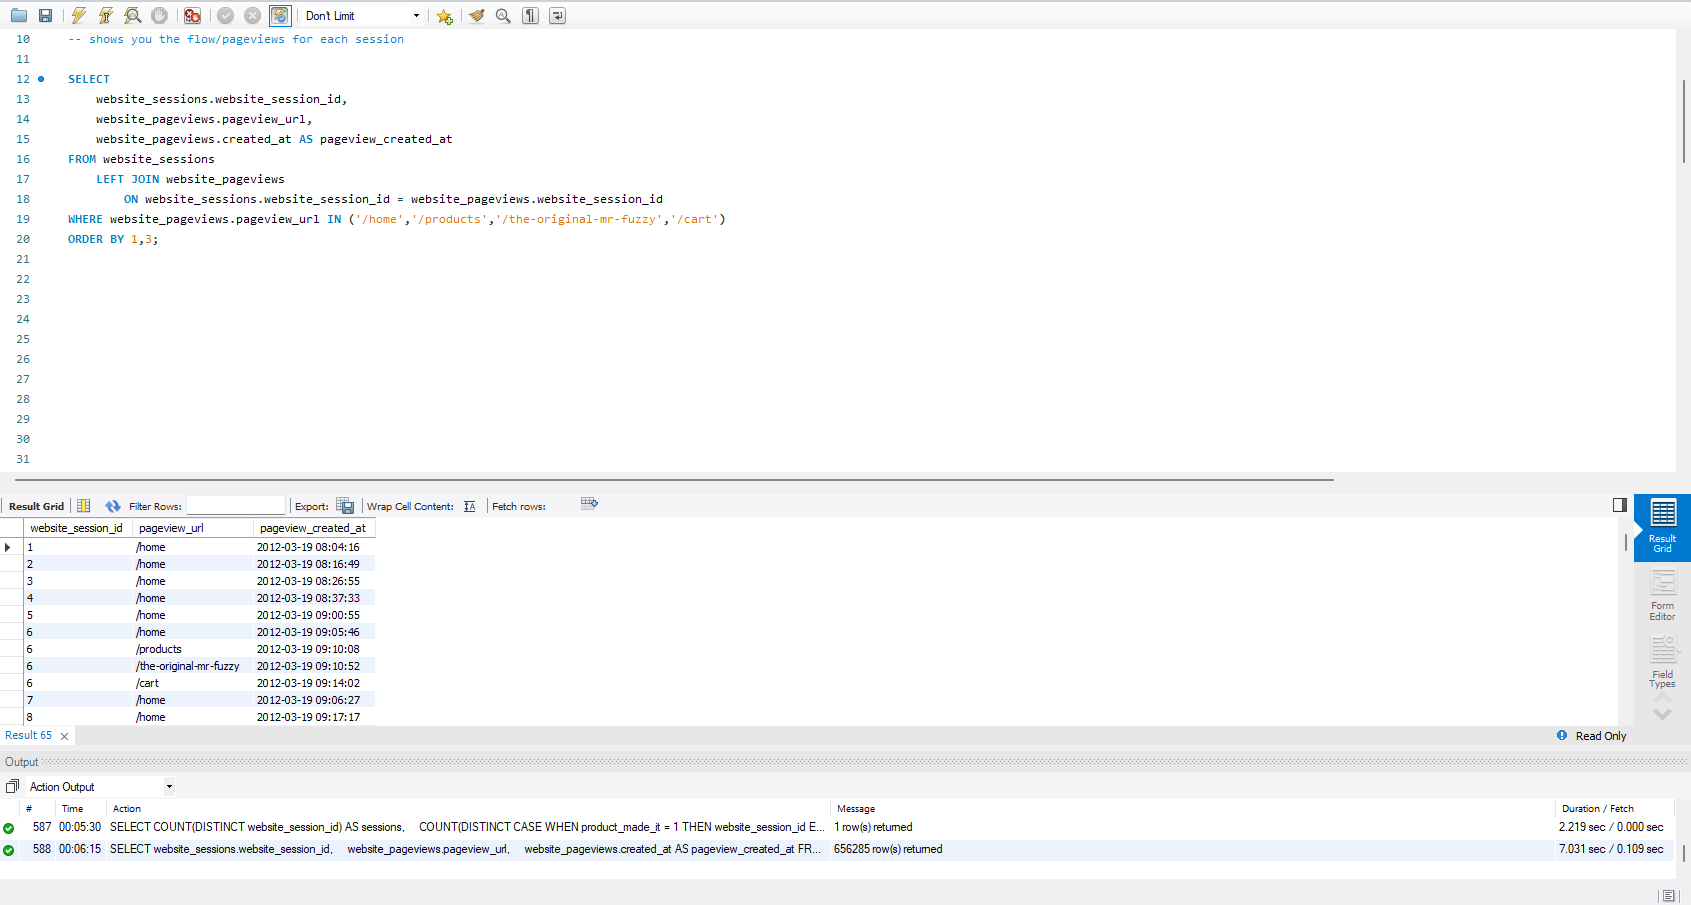 Don't Limit
10 -- shows you the flow/pageviews for each session
11
12 SELECT
13 website_sessions.website_session_id,
14 website_pageviews.pageview_url,
15 website_pageviews.created_at AS pageview_created_at
16 FROM website_sessions
17 LEFT JOIN website_pageviews
18 ON website_sessions.website_session_id = website_pageviews.website_session_id
19 WHERE website_pageviews.pageview_url IN ('/home','/products','/the-original-mr-fuzzy','/cart')
20 ORDER BY 1,3;
21
22
23
24
25
26
27
28
29
30
31
Result Grid Filter Rows: Export: Wrap Cell Content: Fetch rows:
website_session_id pageview_url pageview_created_at
1 /home 2012-03-19 08:04:16
2 /home 2012-03-19 08:16:49
3 /home 2012-03-19 08:26:55
4 /home 2012-03-19 08:37:33
5 /home 2012-03-19 09:00:55
6 /home 2012-03-19 09:05:46
6 /products 2012-03-19 09:10:08
6 /the-original-mr-fuzzy 2012-03-19 09:10:52
6 /cart 2012-03-19 09:14:02
7 /home 2012-03-19 09:06:27
8 /home 2012-03-19 09:17:17
Result
Grid
Form
Editor
Field
Types
Result 65 Read Only
Output
Action Output
# Time Action Message Duration / Fetch
587 00:05:30 SELECT COUNT(DISTINCT website_session_id) AS sessions, COUNT(DISTINCT CASE WHEN product_made_it = 1 THEN website_session_id E... 1 row(s) returned 2.219 sec / 0.000 sec
588 00:06:15 SELECT website_sessions.website_session_id, website_pageviews.pageview_url, website_pageviews.created_at AS pageview_created_at FR... 656285 row(s) returned 7.031 sec / 0.109 sec